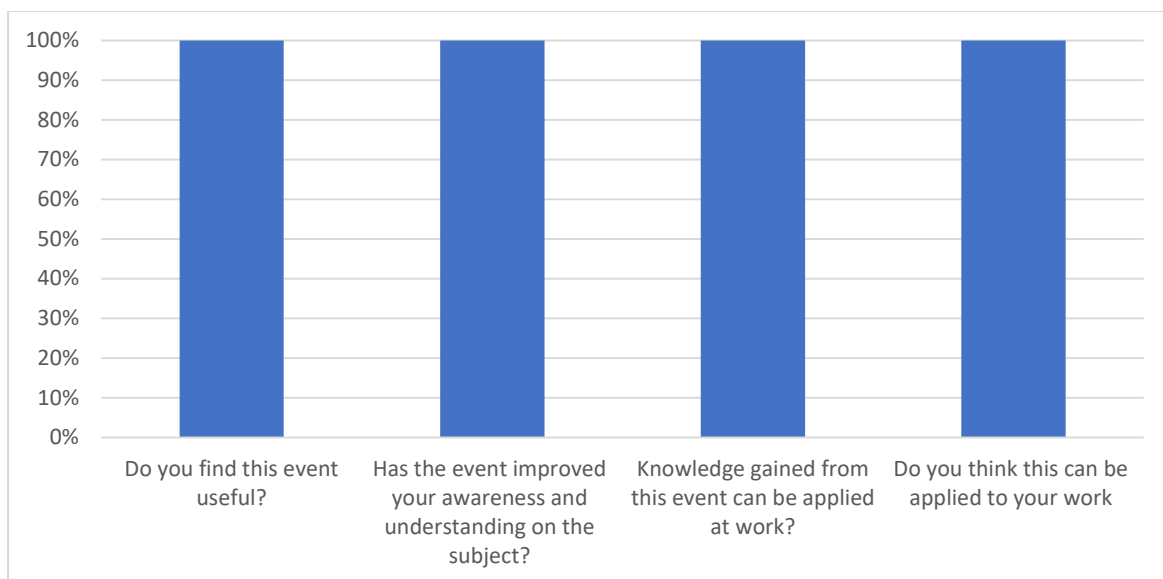 100%
90%
80%
70%
60%
50%
40%
30%
20%
10%
0%
Do you find this event
useful?
Has the event improved
your awareness and
understanding on the
subject?
Knowledge gained from
this event can be applied
at work?
Do you think this can be
applied to your work